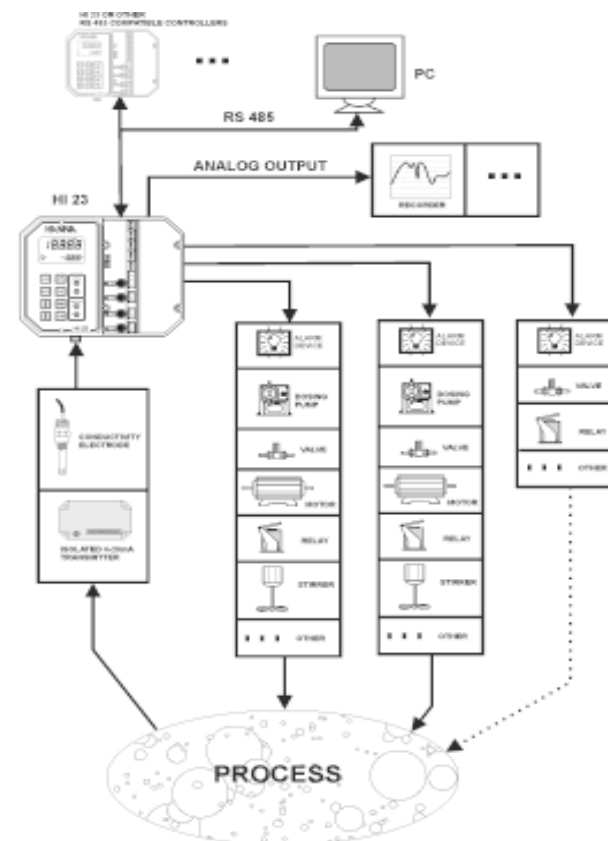 HI 23 OR OTHER
RS 485 COMPATIBLE CONTROLLERS
PC
RS 485
ANALOG OUTPUT
RECORDER
HI 23
HANNA
ALARM
DEVICE
DOSING
PUMP
VALVE
MOTOR
RELAY
STIRRER
OTHER
ALARM
DEVICE
DOSING
PUMP
VALVE
MOTOR
RELAY
STIRRER
OTHER
ALARM
DEVICE
VALVE
RELAY
OTHER
CONDUCTIVITY
ELECTRODE
ISOLATED 4-20mA
TRANSMITTER
PROCESS